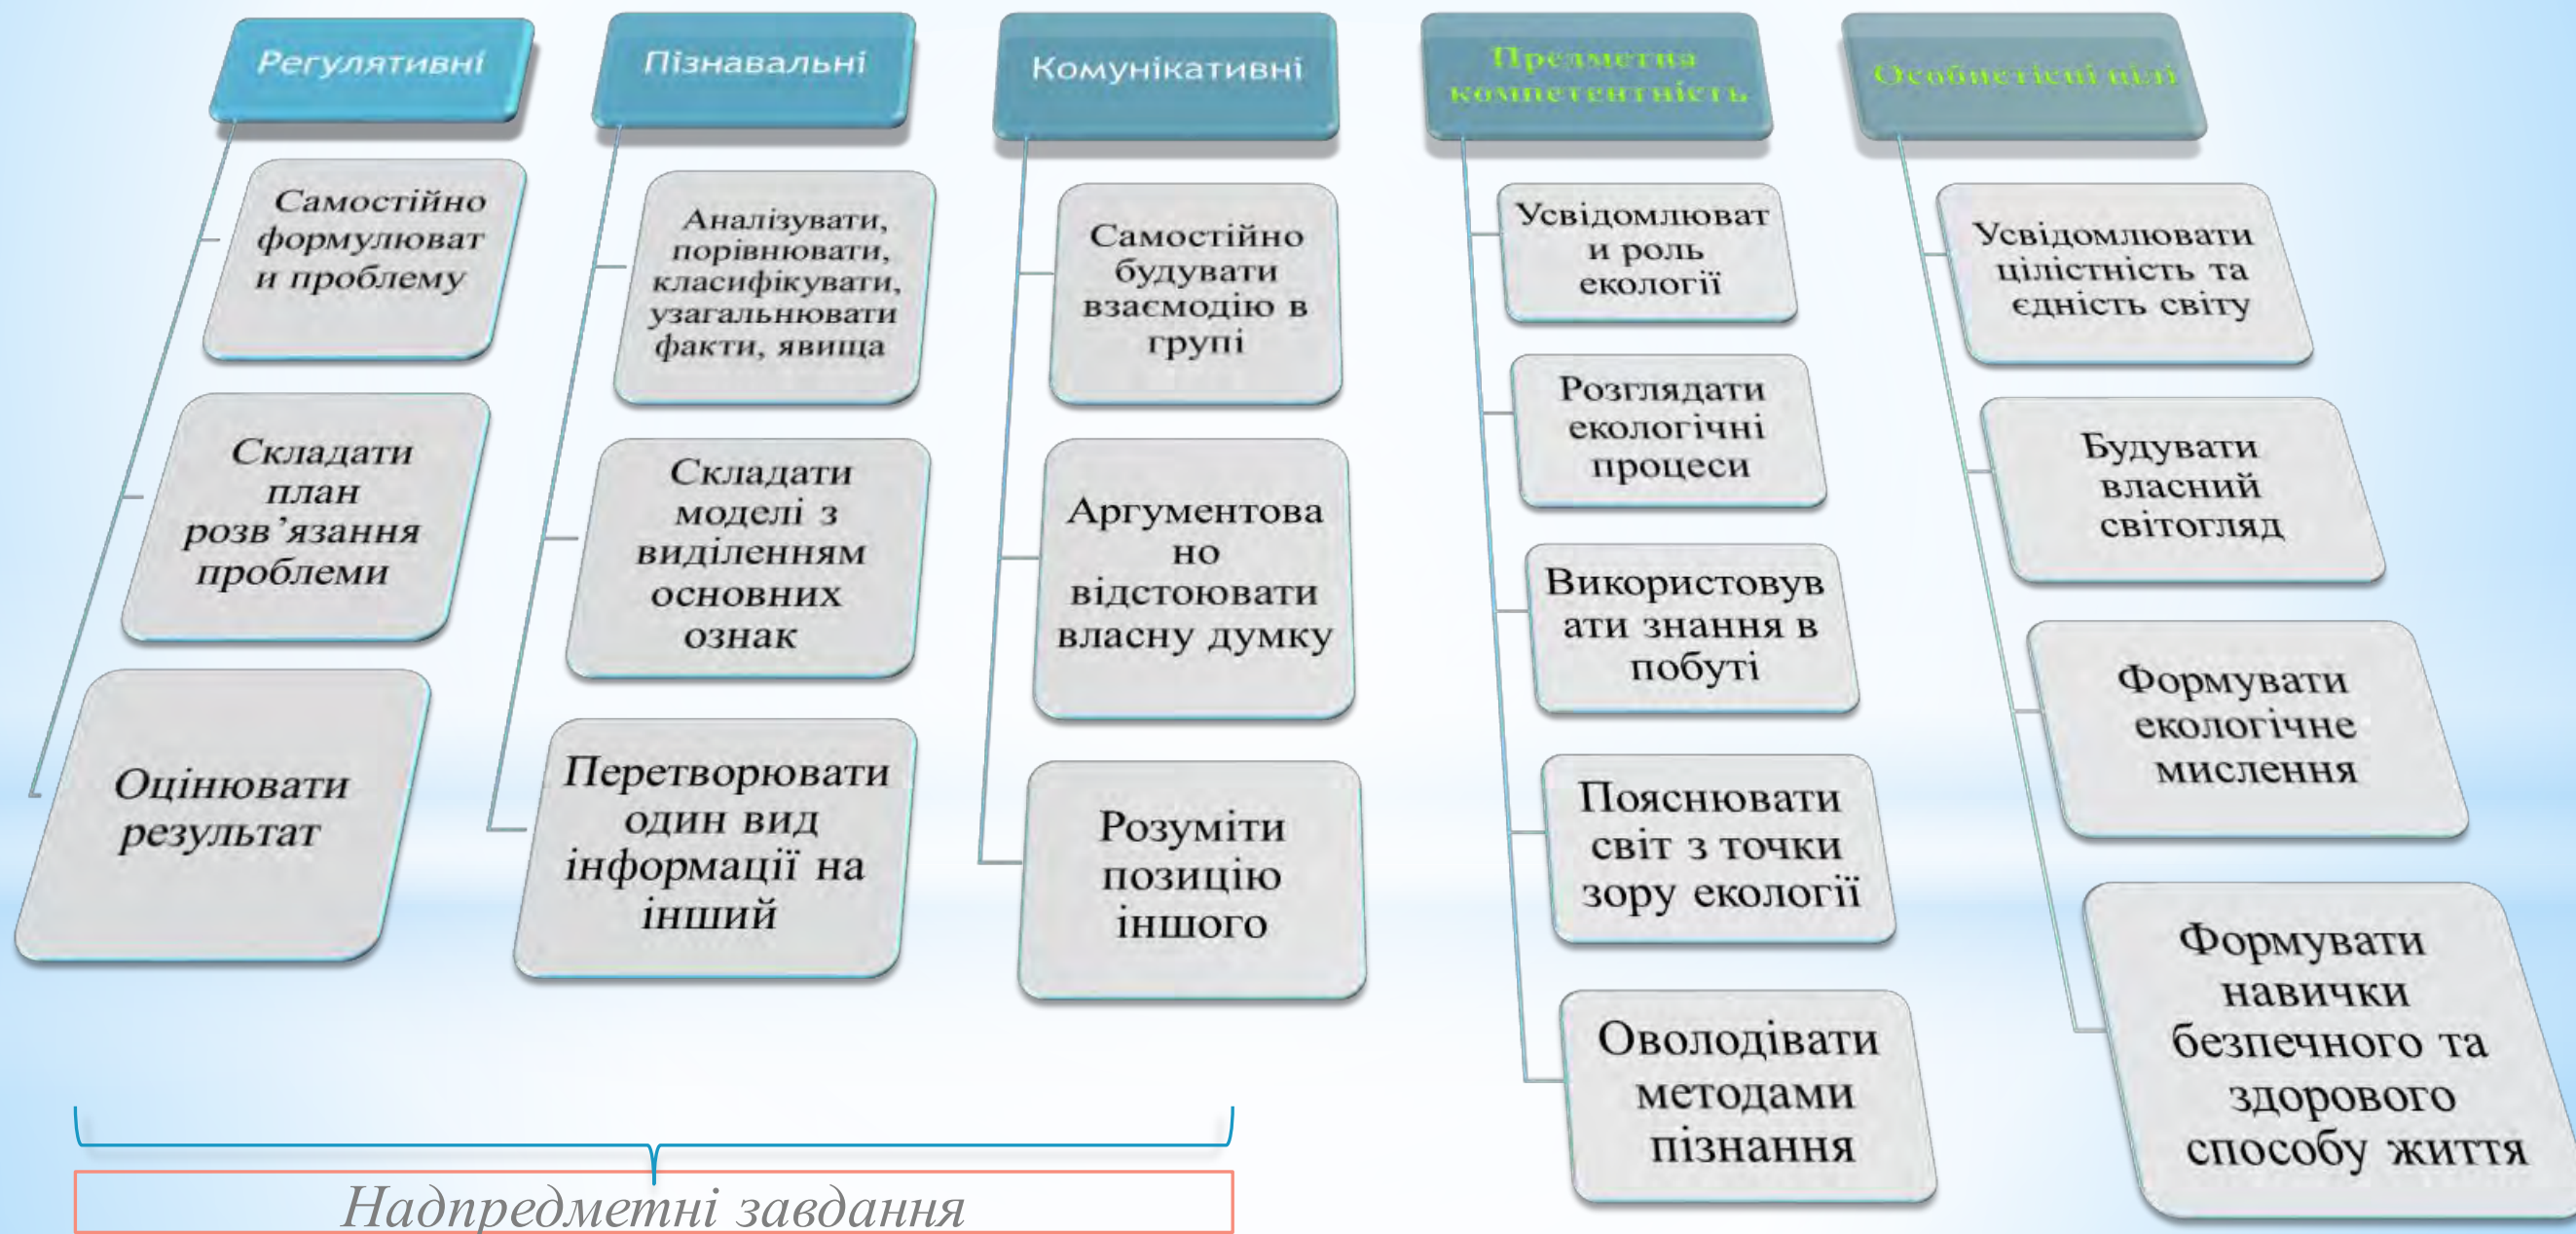 Регулятивні
Самостійно
формулюват
и проблему
Складати
план
розв’язання
проблеми
Оцінювати
результат
Пізнавальні
Аналізувати,
порівнювати,
класифікувати,
узагальнювати
факти, явища
Складати
моделі з
виділенням
основних
ознак
Перетворювати
один вид
інформації на
інший
Комунікативні
Самостійно
будувати
взаємодію в
групі
Аргументова
но
відстоювати
власну думку
Розуміти
позицію
іншого
Предметна
компетентність
Усвідомлюват
и роль
екології
Розглядати
екологічні
процеси
Використовув
ати знання в
побуті
Пояснювати
світ з точки
зору екології
Оволодівати
методами
пізнання
Особистісні цілі
Усвідомлювати
цілістність та
єдність світу
Будувати
власний
світогляд
Формувати
екологічне
мислення
Формувати
навички
безпечного та
здорового
способу життя
Надпредметні завдання